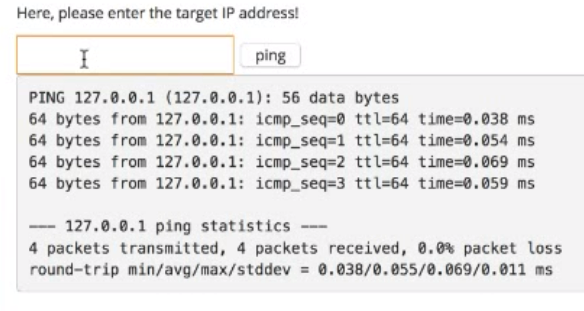 Here, please enter the target IP address!
ping
PING 127.0.0.1 (127.0.0.1): 56 data bytes
64 bytes from 127.0.0.1: icmp_seq=0 ttl=64 time=0.038 ms
64 bytes from 127.0.0.1: icmp_seq=1 ttl=64 time=0.054 ms
64 bytes from 127.0.0.1: icmp_seq=2 ttl=64 time=0.069 ms
64 bytes from 127.0.0.1: icmp_seq=3 ttl=64 time=0.059 ms
--- 127.0.0.1 ping statistics ---
4 packets transmitted, 4 packets received, 0.0% packet loss
round-trip min/avg/max/stddev = 0.038/0.055/0.069/0.011 ms